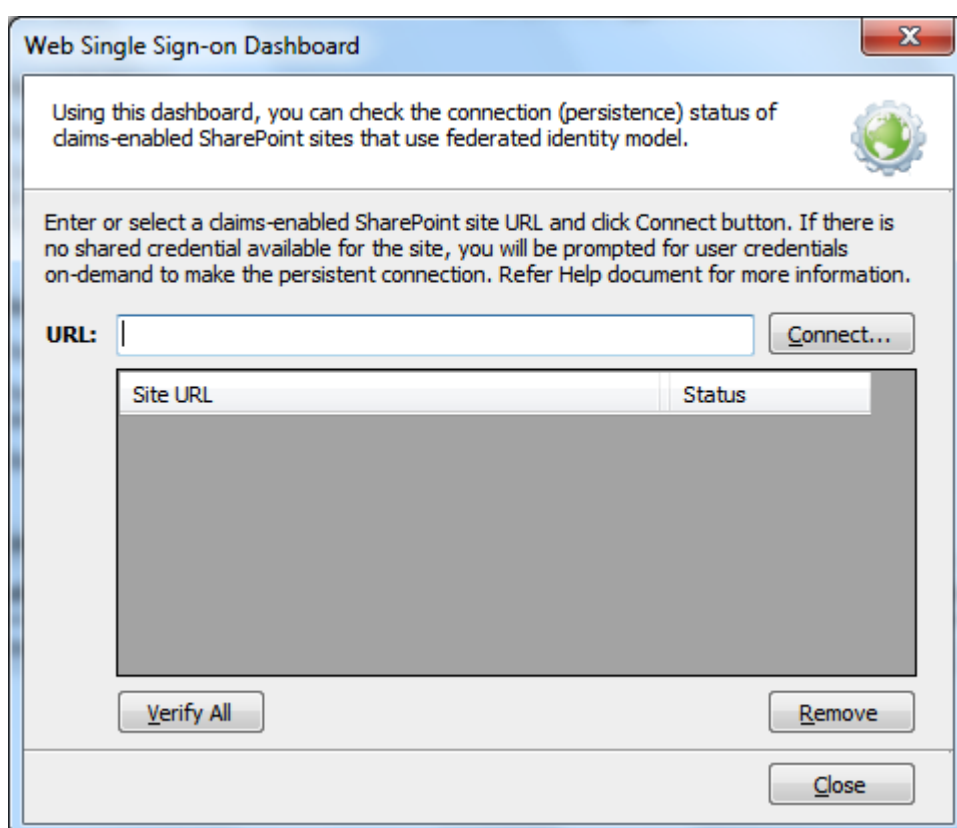 Web Single Sign-on Dashboard
Using this dashboard, you can check the connection (persistence) status of
claims-enabled SharePoint sites that use federated identity model.
Enter or select a claims-enabled SharePoint site URL and click Connect button. If there is
no shared credential available for the site, you will be prompted for user credentials
on-demand to make the persistent connection. Refer Help document for more information.
URL:
Connect...
Site URL
Status
Verify All
Remove
Close